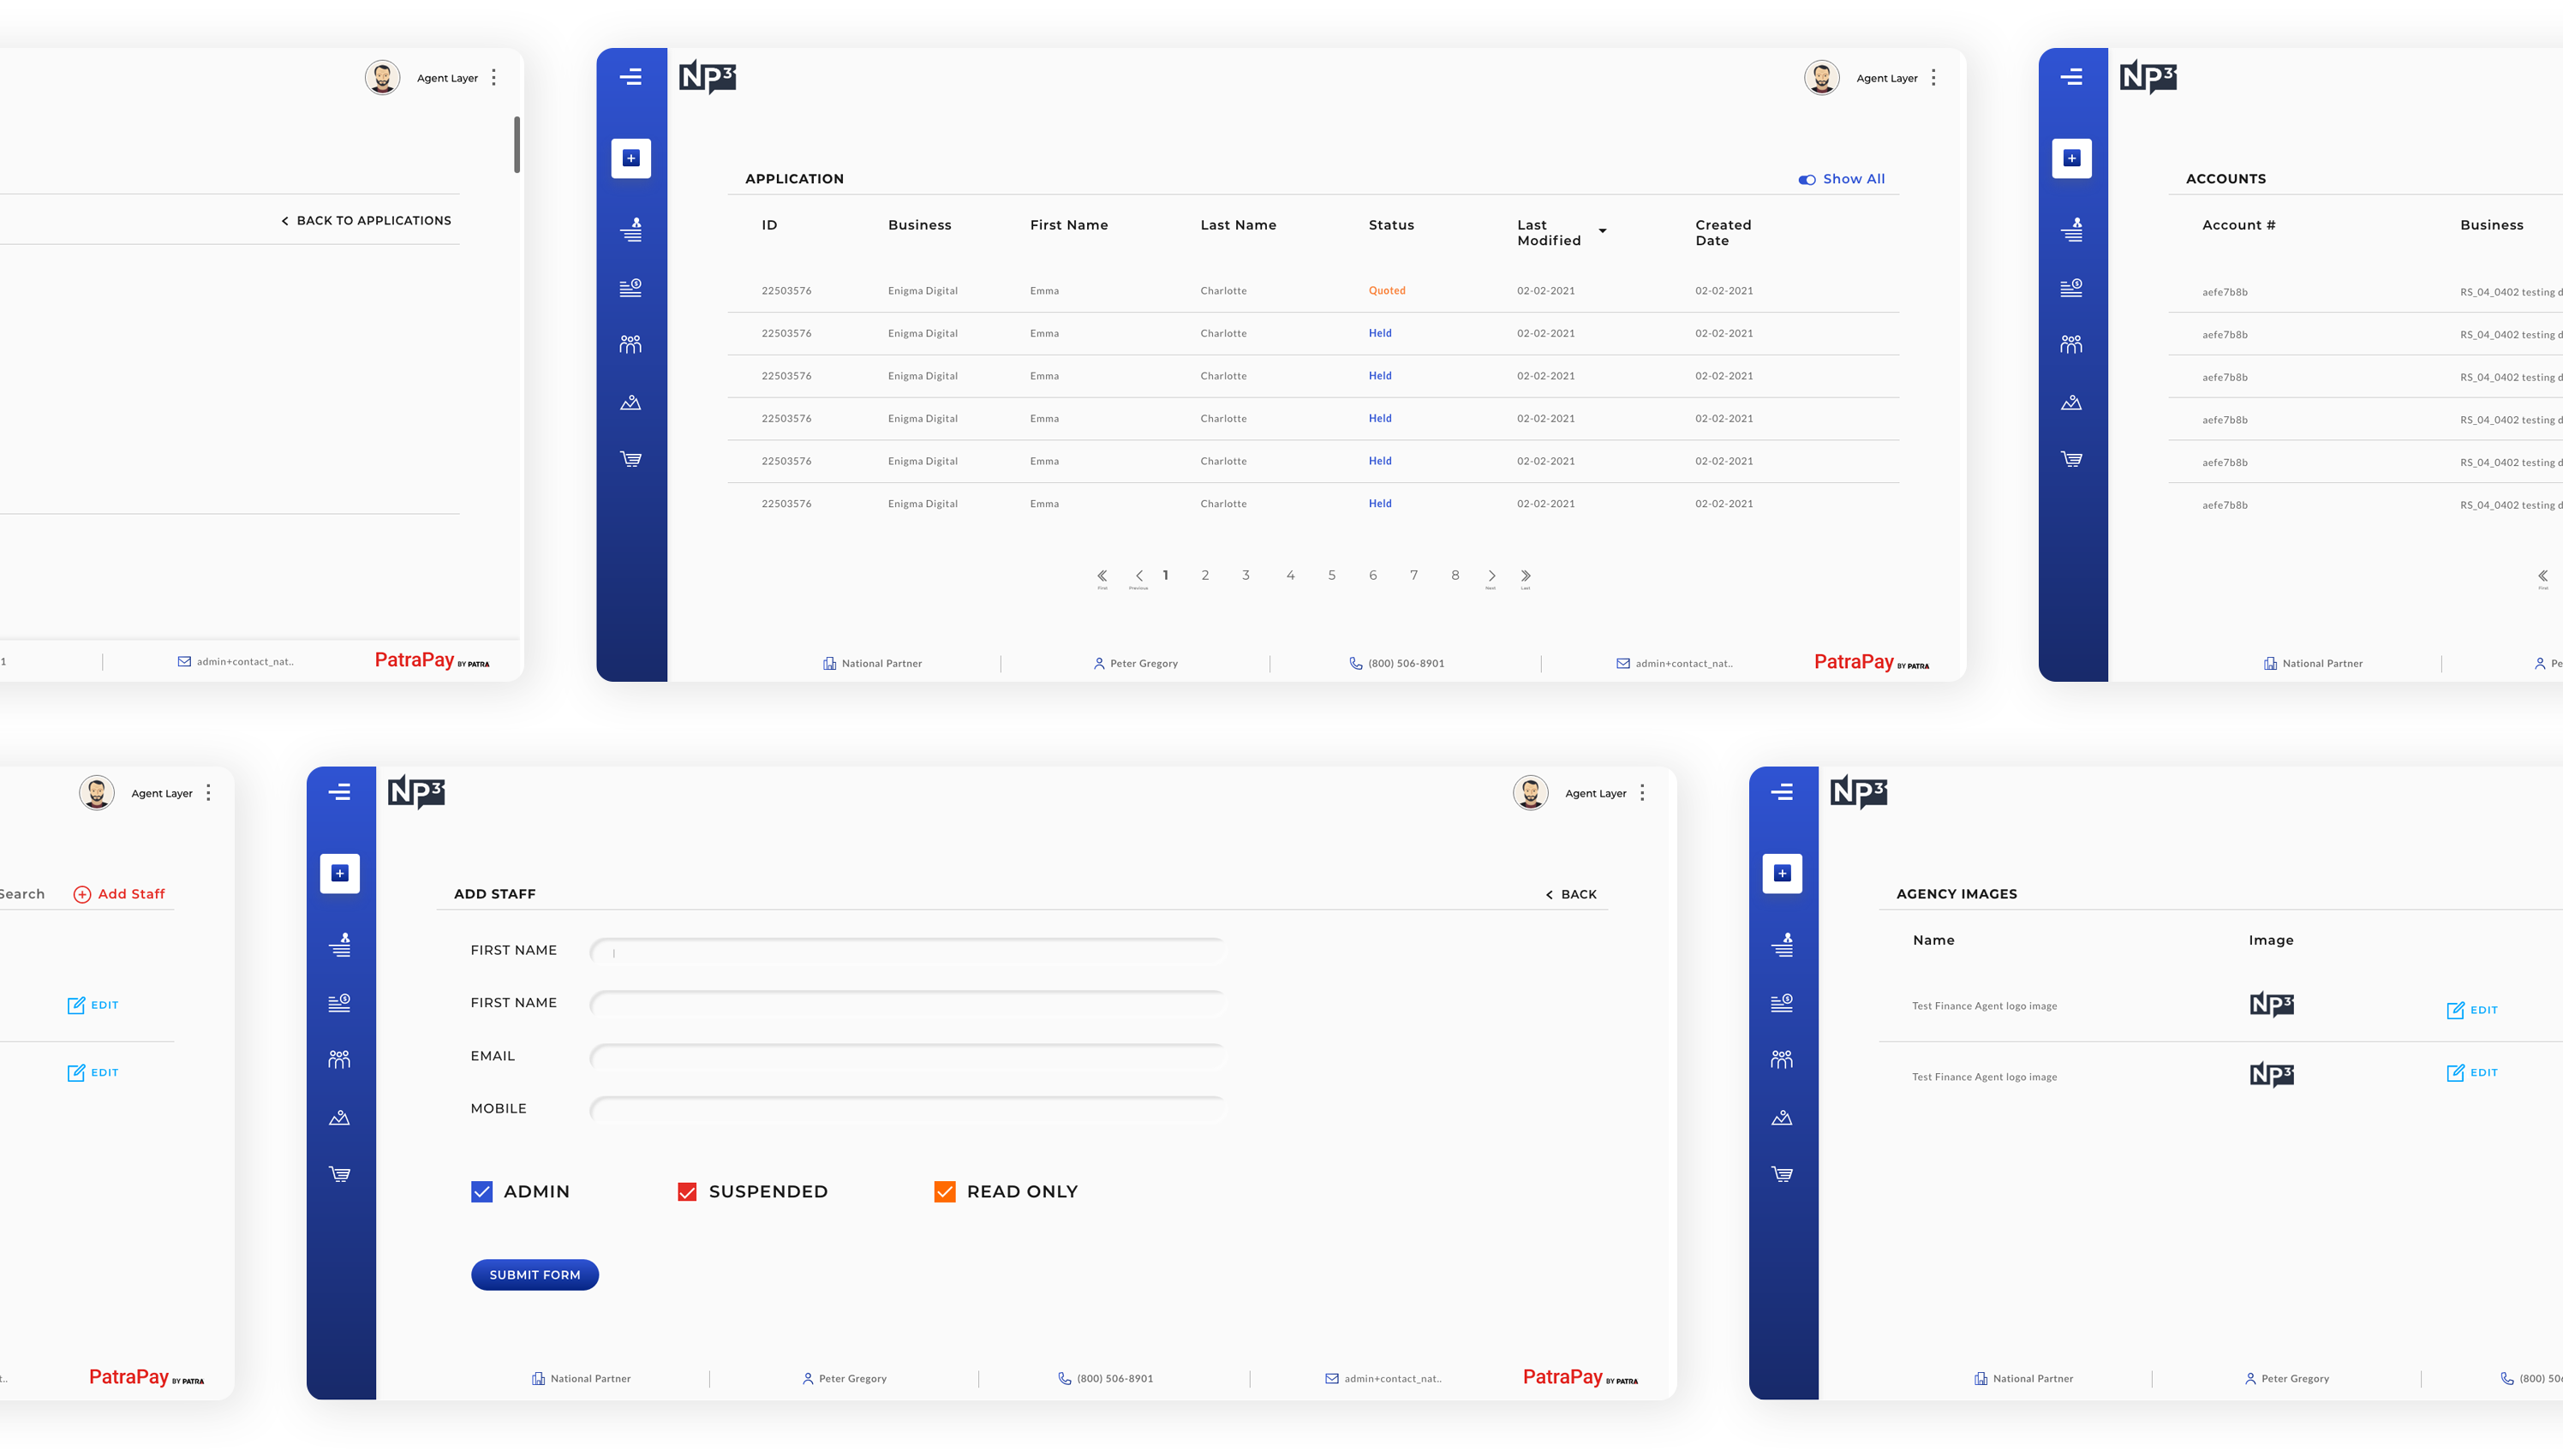 Agent Layer
BACK TO APPLICATIONS
1
admin+contact_nat..
PatraPay BY PATRA
NP3
Agent Layer
APPLICATION
Show All
ID Business First Name Last Name Status Last Modified Created Date
22503576 Enigma Digital Emma Charlotte Quoted 02-02-2021 02-02-2021
22503576 Enigma Digital Emma Charlotte Held 02-02-2021 02-02-2021
22503576 Enigma Digital Emma Charlotte Held 02-02-2021 02-02-2021
22503576 Enigma Digital Emma Charlotte Held 02-02-2021 02-02-2021
22503576 Enigma Digital Emma Charlotte Held 02-02-2021 02-02-2021
22503576 Enigma Digital Emma Charlotte Held 02-02-2021 02-02-2021
1 2 3 4 5 6 7 8
First Previous Next Last
National Partner Peter Gregory (800) 506-8901 admin+contact_nat.. PatraPay BY PATRA
NP3
ACCOUNTS
Account # Business
aefe7b8b RS_04_0402 testing d
aefe7b8b RS_04_0402 testing d
aefe7b8b RS_04_0402 testing d
aefe7b8b RS_04_0402 testing d
aefe7b8b RS_04_0402 testing d
aefe7b8b RS_04_0402 testing d
First
National Partner Pe
Agent Layer
Search Add Staff
EDIT
EDIT
t.. PatraPay BY PATRA
NP3
Agent Layer
ADD STAFF
BACK
FIRST NAME
FIRST NAME
EMAIL
MOBILE
ADMIN SUSPENDED READ ONLY
SUBMIT FORM
National Partner Peter Gregory (800) 506-8901 admin+contact_nat.. PatraPay BY PATRA
NP3
AGENCY IMAGES
Name Image
Test Finance Agent logo image NP3 EDIT
Test Finance Agent logo image NP3 EDIT
National Partner Peter Gregory (800) 506